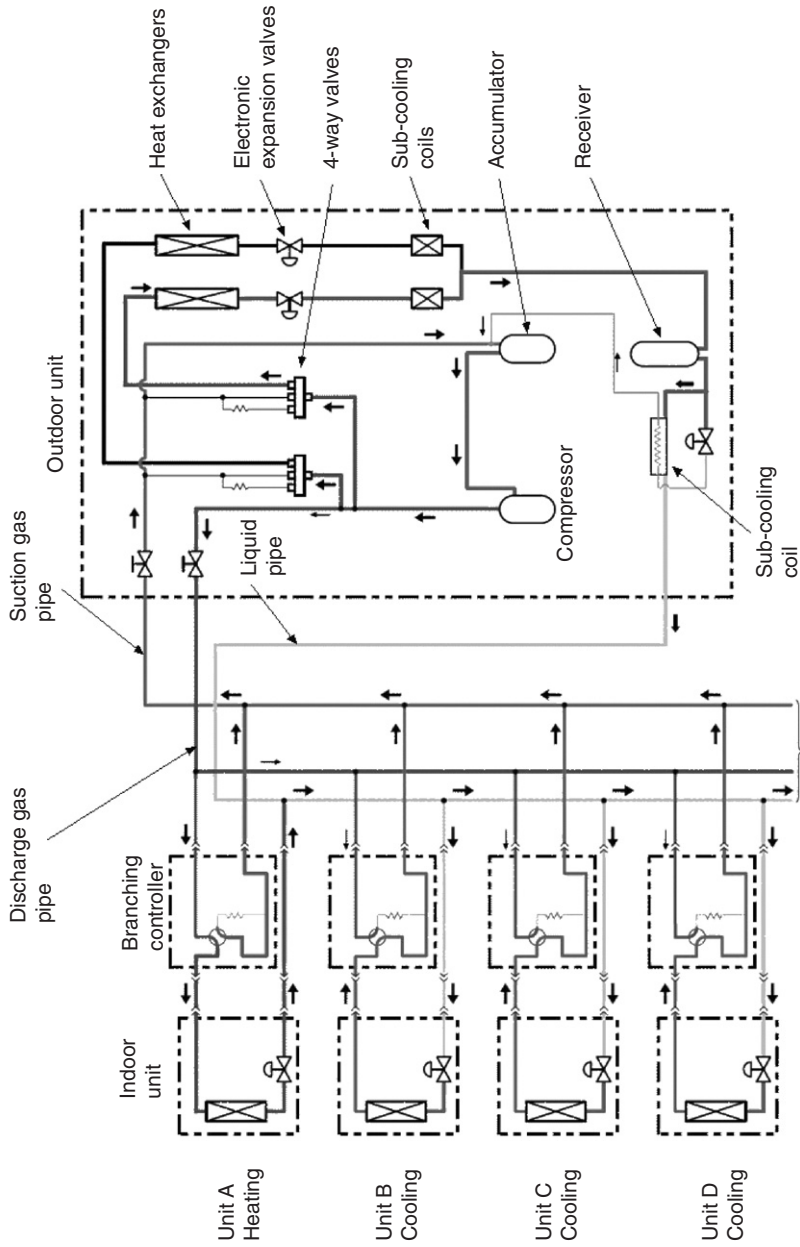 Heat exchangers
Electronic
expansion valves
4-way valves
Sub-cooling
coils
Accumulator
Receiver
Outdoor unit
Compressor
Sub-cooling
coil
Suction gas
pipe
Liquid
pipe
Discharge gas
pipe
Branching
controller
Indoor
unit
Unit A
Heating
Unit B
Cooling
Unit C
Cooling
Unit D
Cooling